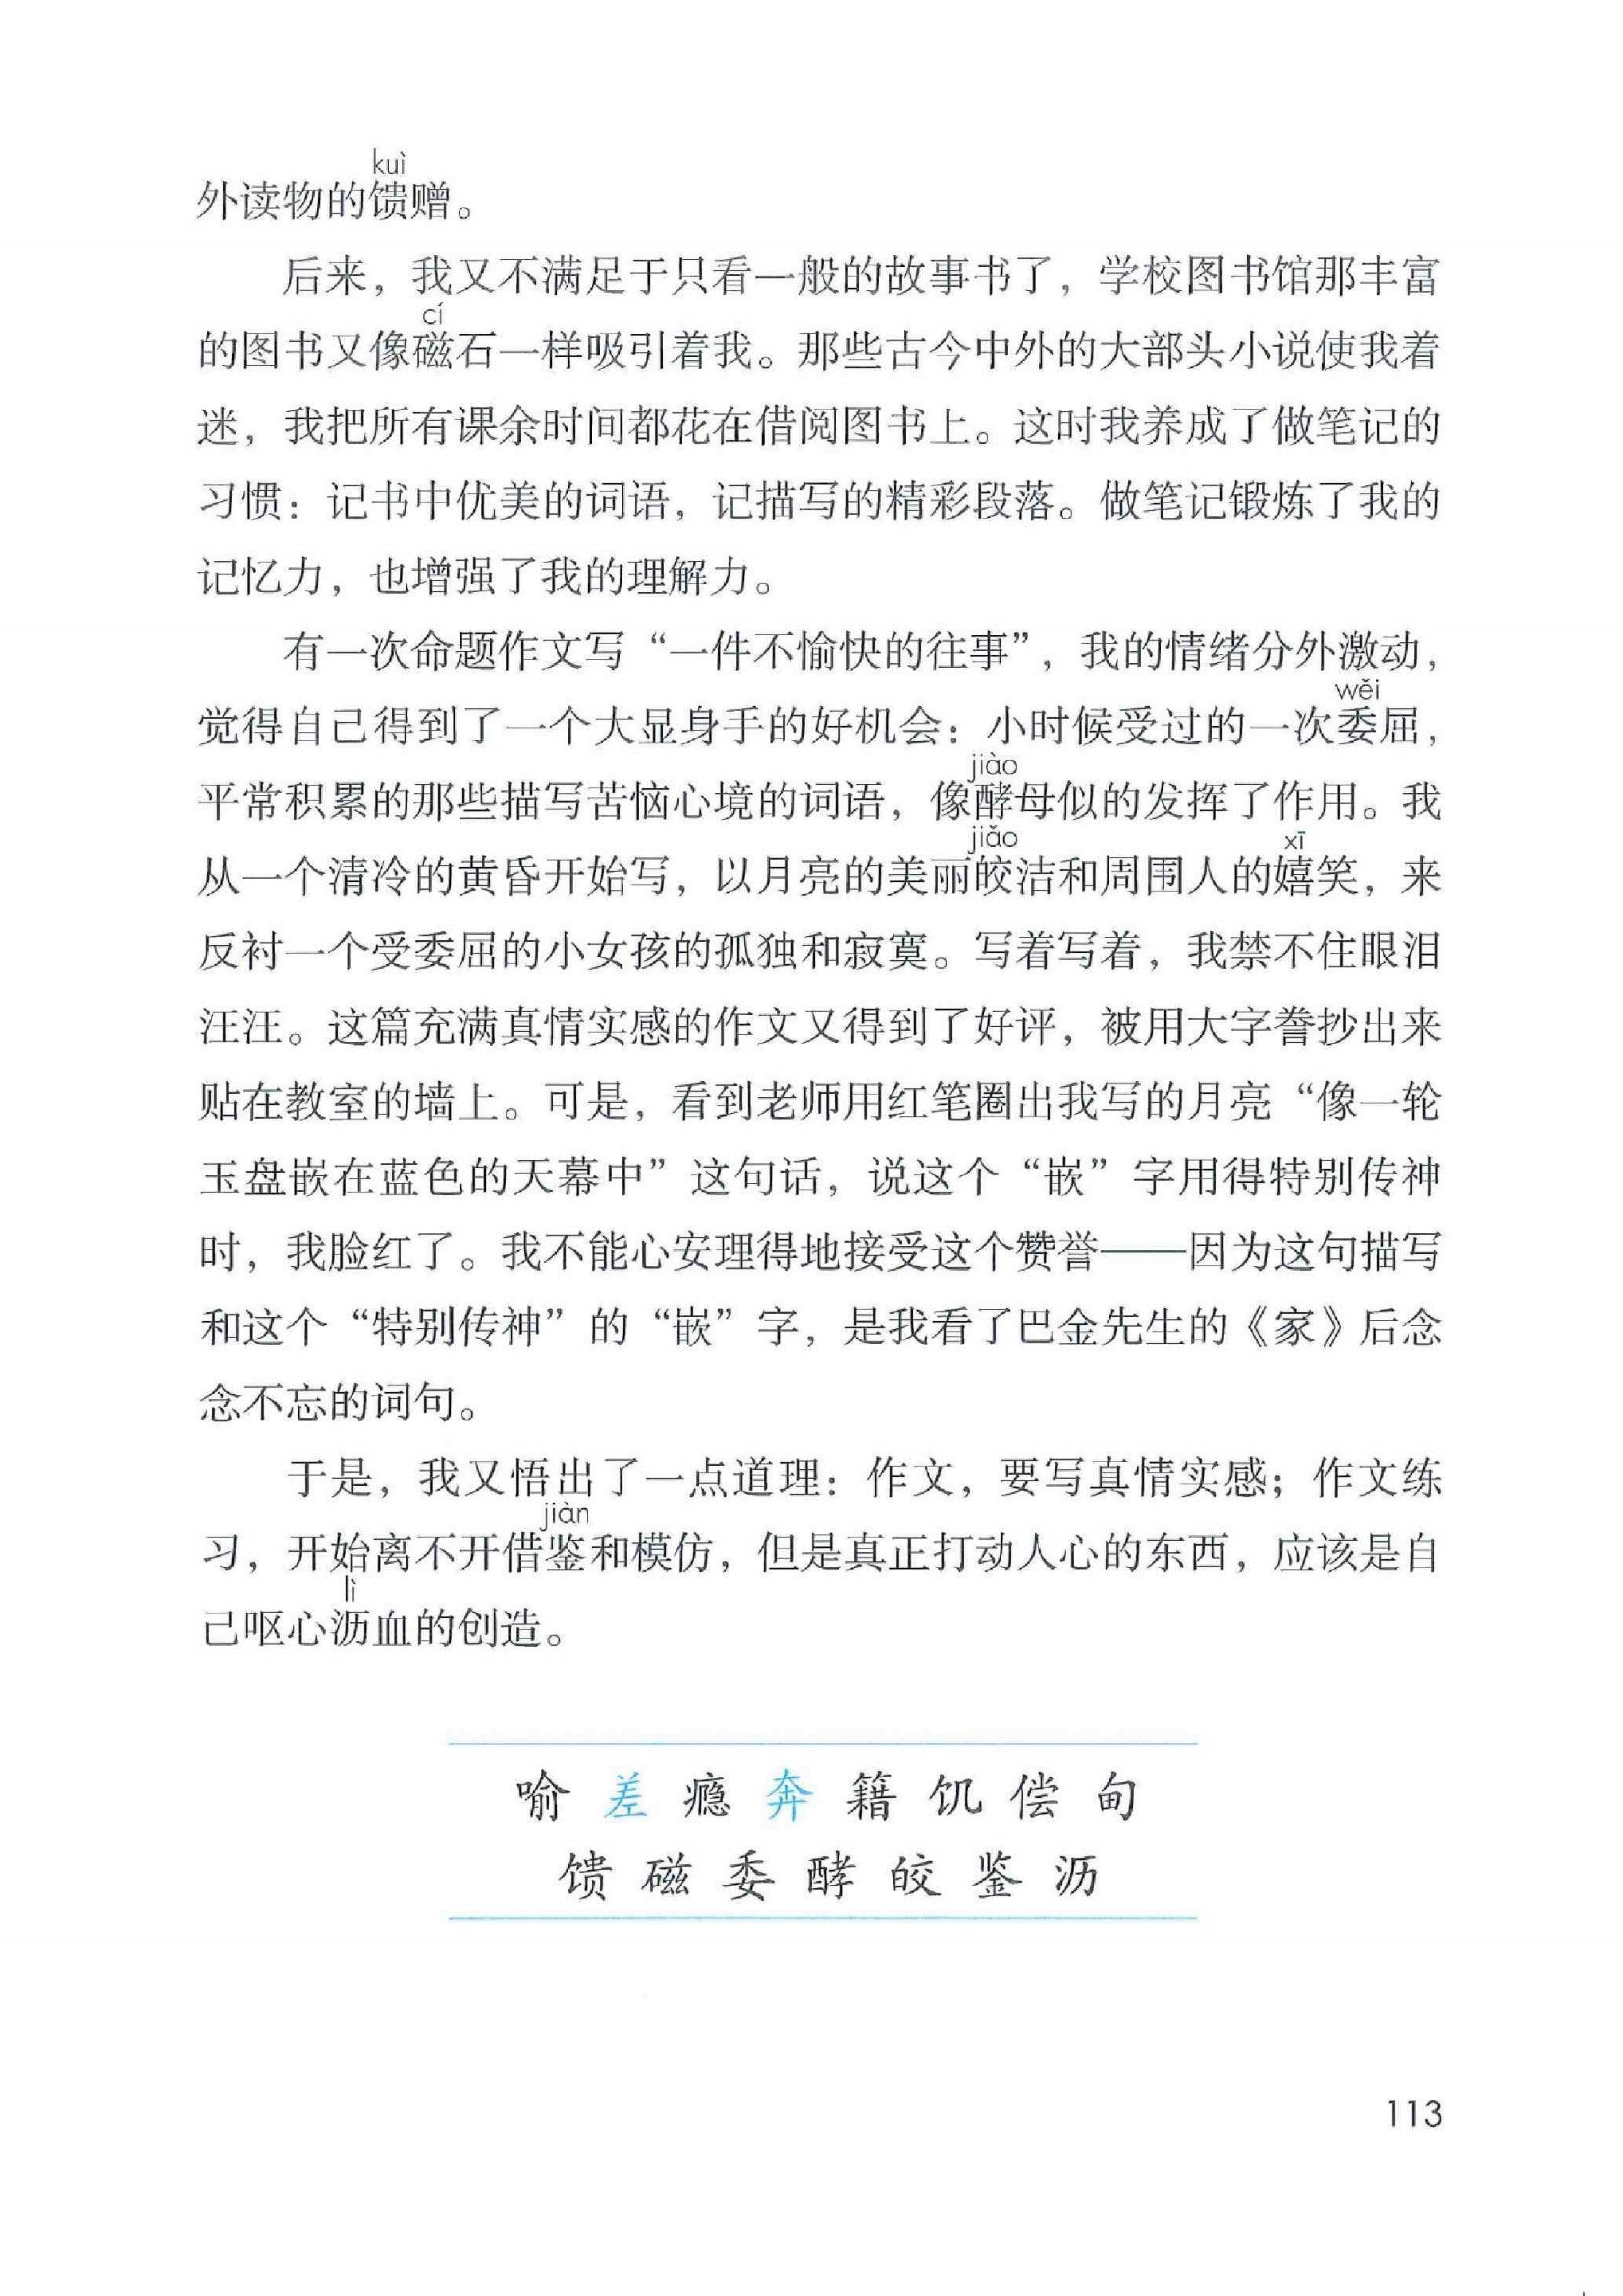 kuì
外读物的馈赠。
后来，我又不满足于只看一般的故事书了，学校图书馆那丰富
cí
的图书又像磁石一样吸引着我。那些古今中外的大部头小说使我着
迷，我把所有课余时间都花在借阅图书上。这时我养成了做笔记的
习惯：记书中优美的词语，记描写的精彩段落。做笔记锻炼了我的
记忆力，也增强了我的理解力。
有一次命题作文写“一件不愉快的往事”，我的情绪分外激动，
wěi
觉得自己得到了一个大显身手的好机会：小时候受过的一次委屈，
jiào
平常积累的那些描写苦恼心境的词语，像酵母似的发挥了作用。我
jiǎo xī
从一个清冷的黄昏开始写，以月亮的美丽皎洁和周围人的嬉笑，来
反衬一个受委屈的小女孩的孤独和寂寞。写着写着，我禁不住眼泪
汪汪。这篇充满真情实感的作文又得到了好评，被用大字誊抄出来
贴在教室的墙上。可是，看到老师用红笔圈出我写的月亮“像一轮
玉盘嵌在蓝色的天幕中”这句话，说这个“嵌”字用得特别传神
时，我脸红了。我不能心安理得地接受这个赞誉——因为这句描写
和这个“特别传神”的“嵌”字，是我看了巴金先生的《家》后念
念不忘的词句。
于是，我又悟出了一点道理：作文，要写真情实感；作文练
jiàn
习，开始离不开借鉴和模仿，但是真正打动人心的东西，应该是自
lì
己呕心沥血的创造。
喻 差 瘾 奔 籍 饥 偿 甸
馈 磁 委 酵 皎 鉴 沥
113